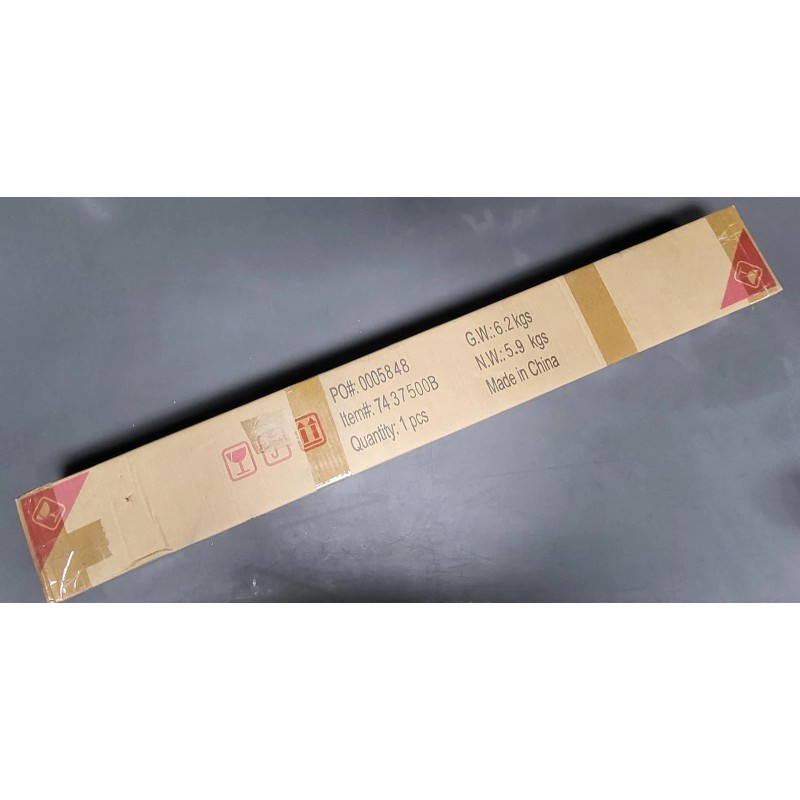 PO#: 0005848
Item#: 7437500B
Quantity: 1 pcs
G.W.: 6.2 kgs
N.W.: 5.9 kgs
Made in China